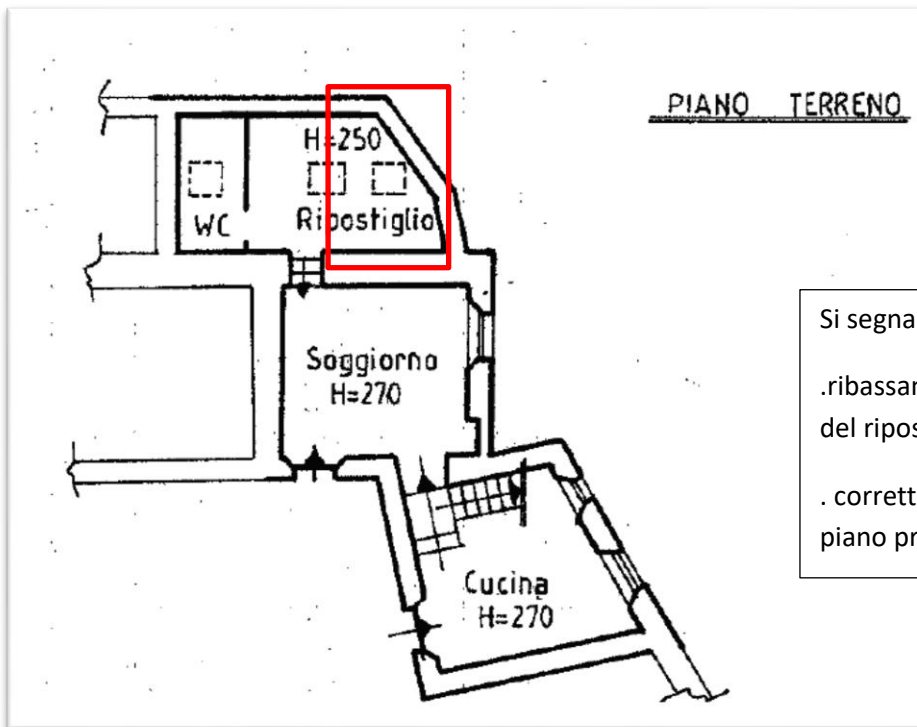 PIANO TERRENO
H=250
WC Ripostiglio
Soggiorno
H=270
Cucina
H=270
Si segna
.ribassar
del ripos
. corrett
piano pr